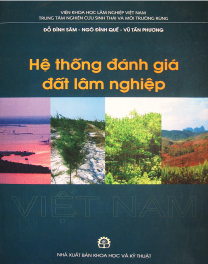 VIỆN KHOA HỌC LÂM NGHIỆP VIỆT NAM
TRUNG TÂM NGHIÊN CỨU SINH THÁI VÀ MÔI TRƯỜNG RỪNG
ĐỖ ĐÌNH SÂM - NGÔ ĐÌNH QUẾ - VŨ TẤN PHƯƠNG
Hệ thống đánh giá
đất lâm nghiệp
VIỆT NAM
NHÀ XUẤT BẢN KHOA HỌC VÀ KỸ THUẬT